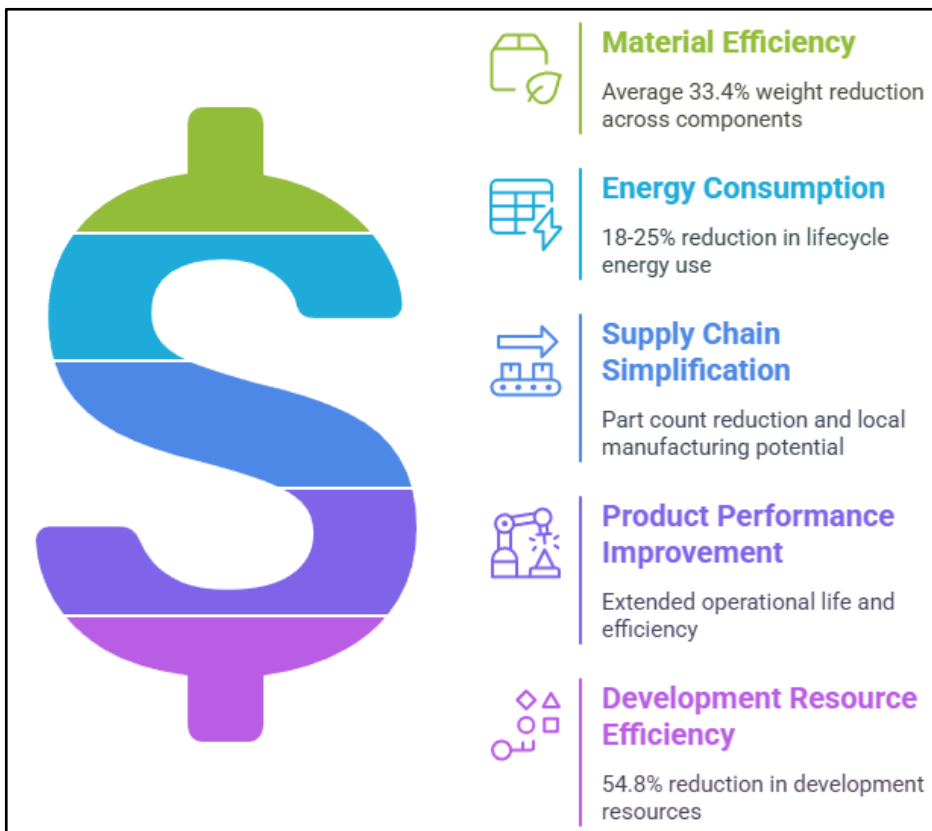 Material Efficiency
Average 33.4% weight reduction
across components
Energy Consumption
18-25% reduction in lifecycle
energy use
Supply Chain
Simplification
Part count reduction and local
manufacturing potential
Product Performance
Improvement
Extended operational life and
efficiency
Development Resource
Efficiency
54.8% reduction in development
resources